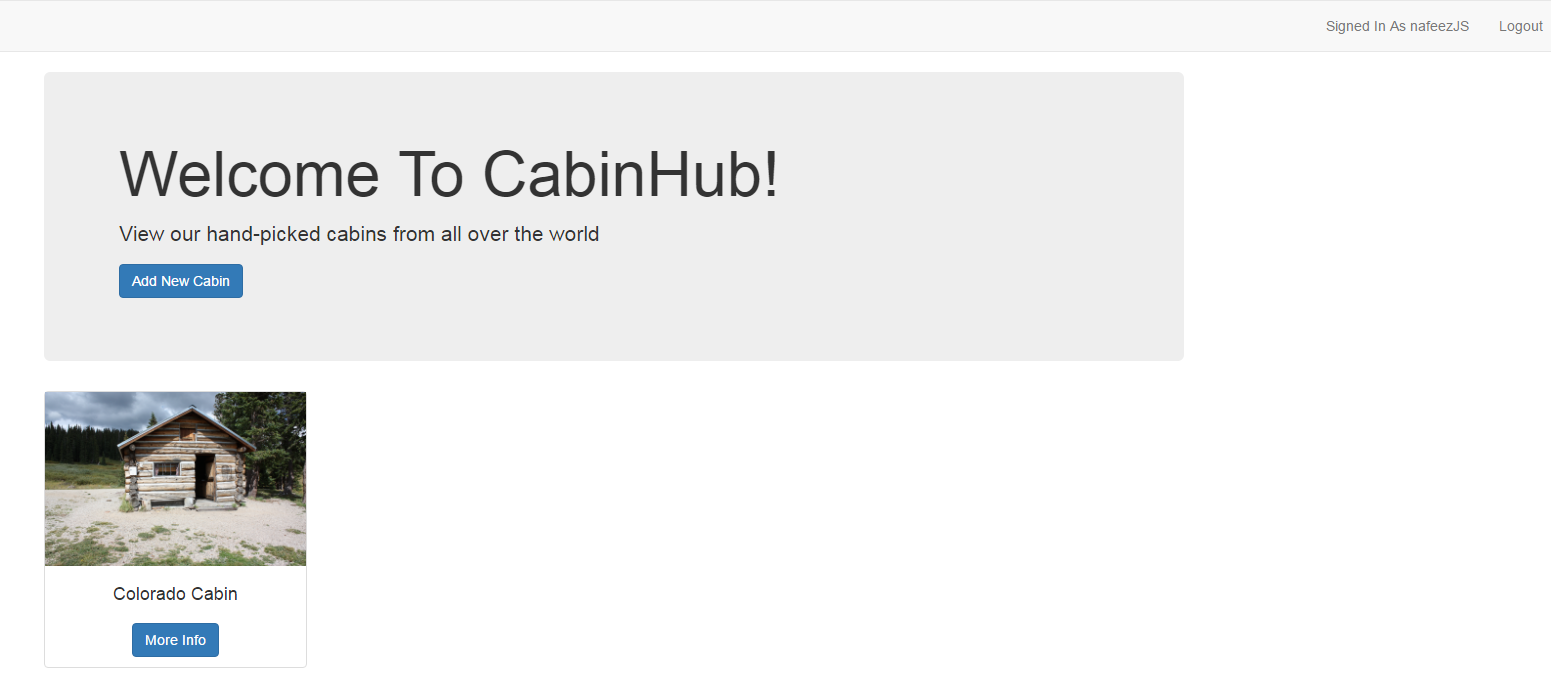 Signed In As nafeezJS Logout
Welcome To CabinHub!
View our hand-picked cabins from all over the world
Add New Cabin
Colorado Cabin
More Info